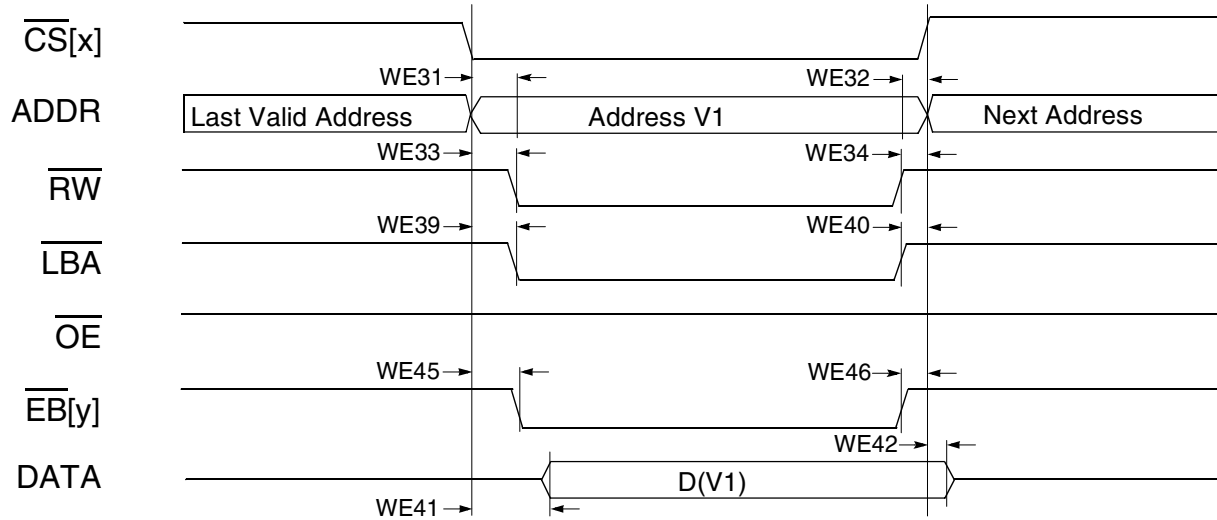 CS[x]
WE31 WE32
ADDR Last Valid Address Address V1 Next Address
WE33 WE34
RW
WE39 WE40
LBA
OE
WE45 WE46
EB[y]
WE42
DATA D(V1)
WE41